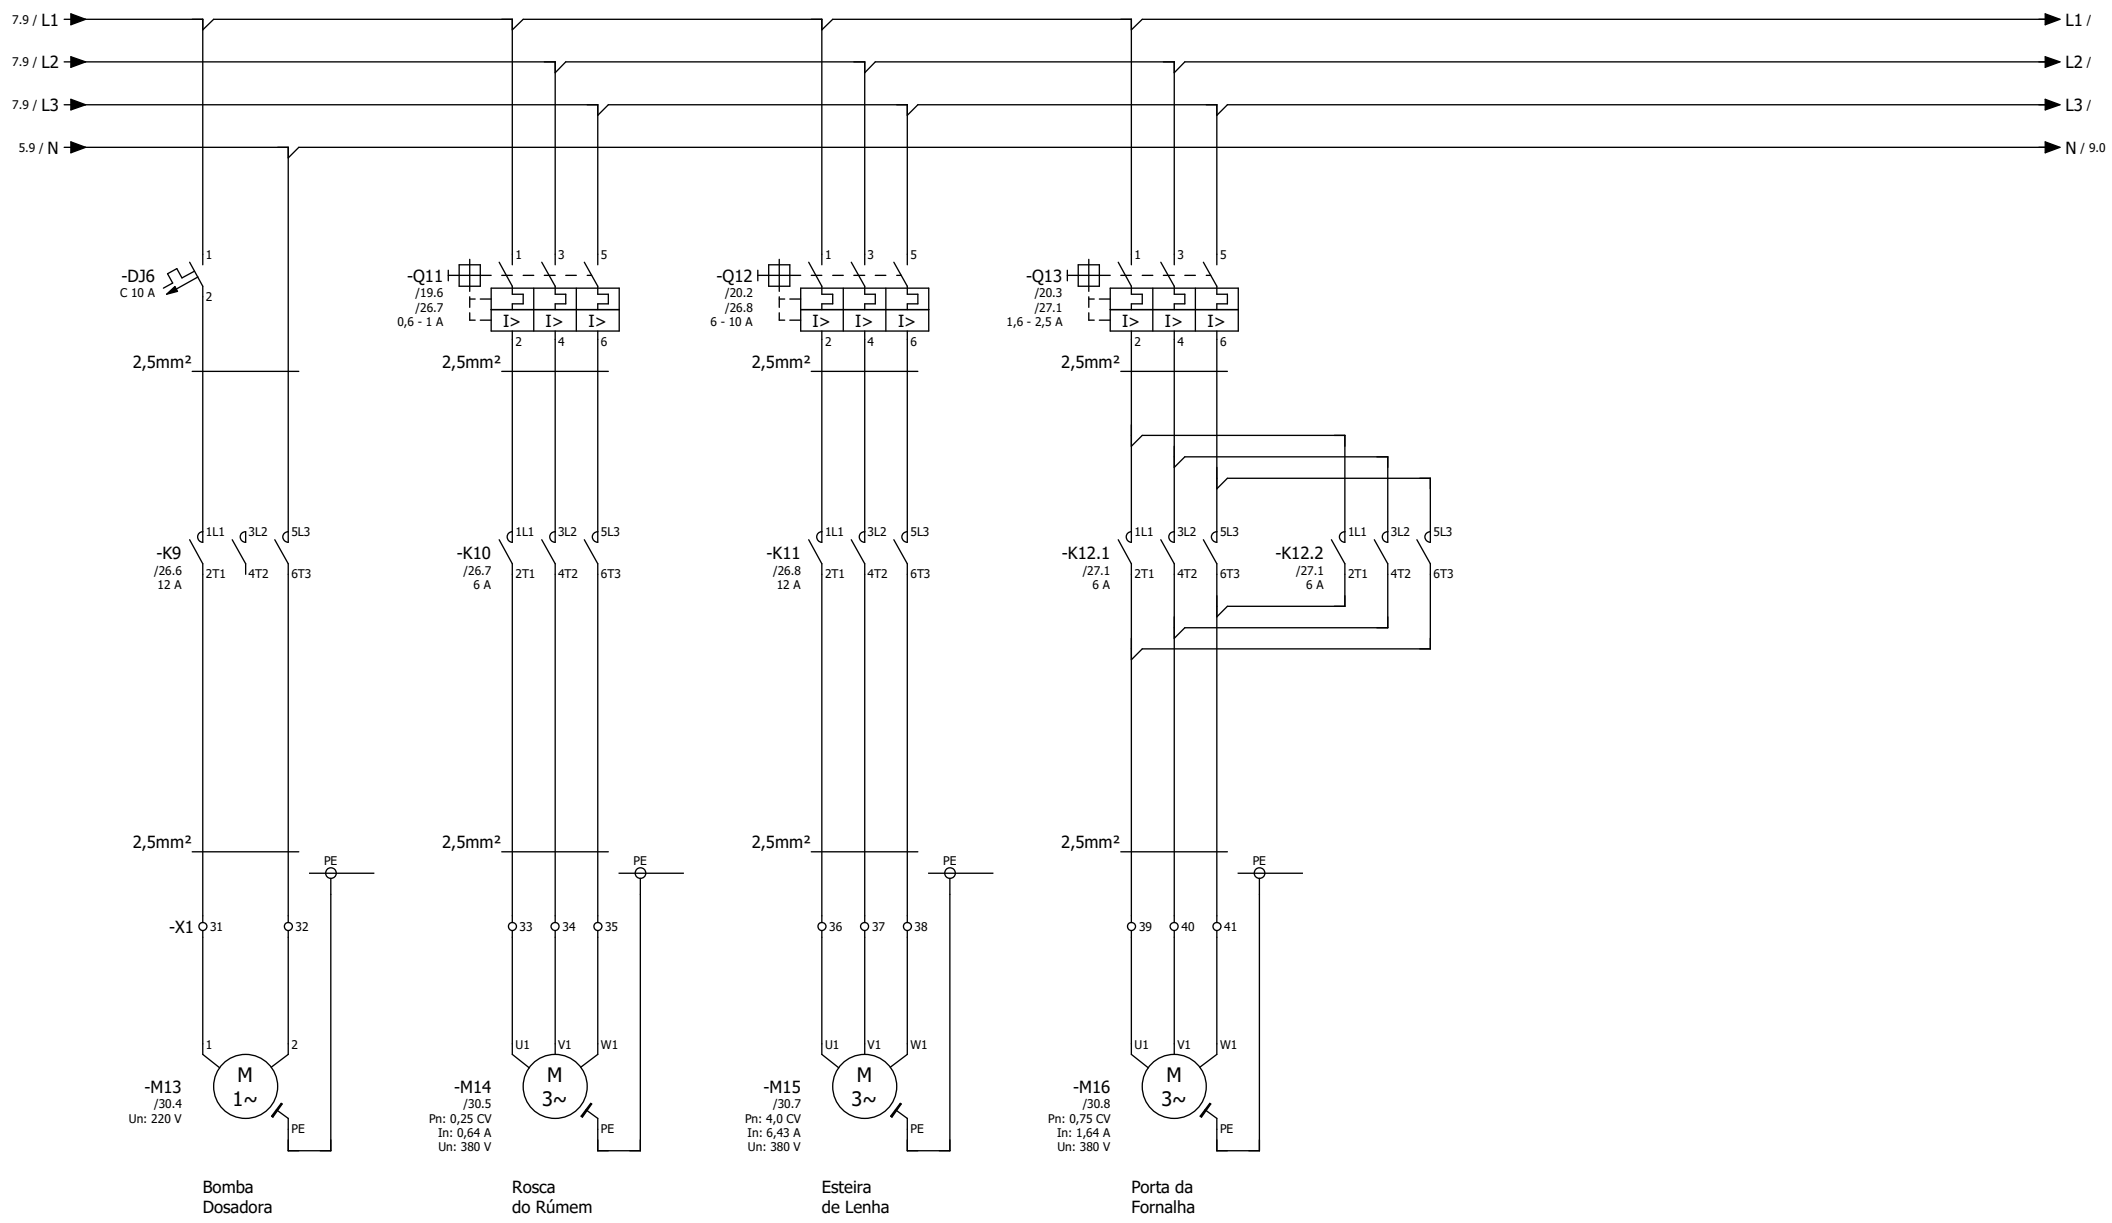 7.9 / L1
L1 /
7.9 / L2
L2 /
7.9 / L3
L3 /
5.9 / N
N / 9.0
1
2
-DJ6
C 10 A
1 3 5
-Q11
/19.6
/26.7
0,6 - 1 A
I> I> I>
2 4 6
1 3 5
-Q12
/20.2
/26.8
6 - 10 A
I> I> I>
2 4 6
1 3 5
-Q13
/20.3
/27.1
1,6 - 2,5 A
I> I> I>
2 4 6
2,5mm²
2,5mm²
2,5mm²
2,5mm²
1L1 3L2 5L3
-K9
/26.6
12 A
2T1 4T2 6T3
1L1 3L2 5L3
-K10
/26.7
6 A
2T1 4T2 6T3
1L1 3L2 5L3
-K11
/26.8
12 A
2T1 4T2 6T3
1L1 3L2 5L3
-K12.1
/27.1
6 A
2T1 4T2 6T3
1L1 3L2 5L3
-K12.2
/27.1
6 A
2T1 4T2 6T3
2,5mm²
2,5mm²
2,5mm²
2,5mm²
PE
PE
PE
PE
-X1 31 32
33 34 35
36 37 38
39 40 41
1 2
M
1~
-M13
/30.4
Un: 220 V
PE
U1 V1 W1
M
3~
-M14
/30.5
Pn: 0,25 CV
In: 0,64 A
Un: 380 V
PE
U1 V1 W1
M
3~
-M15
/30.7
Pn: 4,0 CV
In: 6,43 A
Un: 380 V
PE
U1 V1 W1
M
3~
-M16
/30.8
Pn: 0,75 CV
In: 1,64 A
Un: 380 V
PE
Bomba
Dosadora
Rosca
do Rúmem
Esteira
de Lenha
Porta da
Fornalha